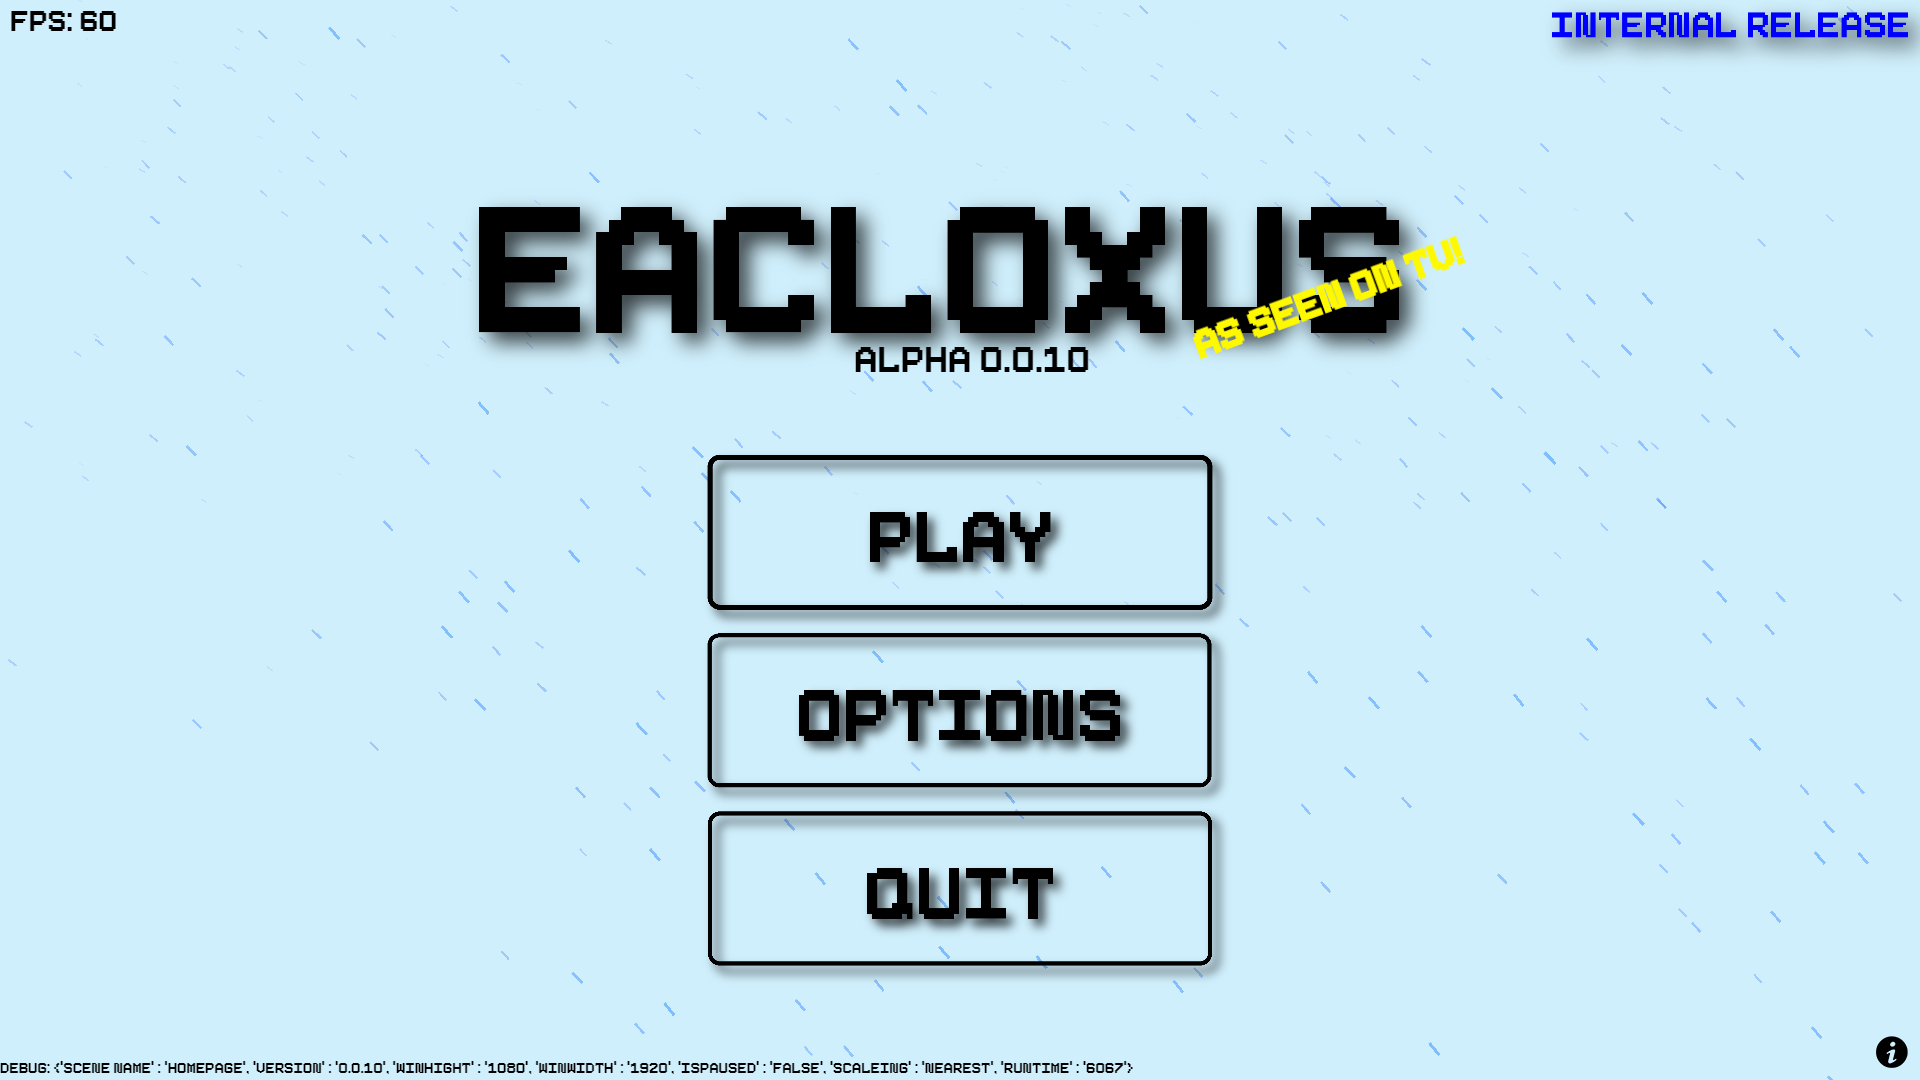 FPS: 60
INTERNAL RELEASE
EACLOXUS
AS SEEN ON TV!
ALPHA 0.0.10
PLAY
OPTIONS
QUIT
i
DEBUG: {'SCENE NAME' : 'HOMEPAGE', 'VERSION' : '0.0.10', 'WINHIGHT' : '1080', 'WINWIDTH' : '1920', 'ISPAUSED' : 'FALSE', 'SCALEING' : 'NEAREST', 'RUNTIME' : '6067'}